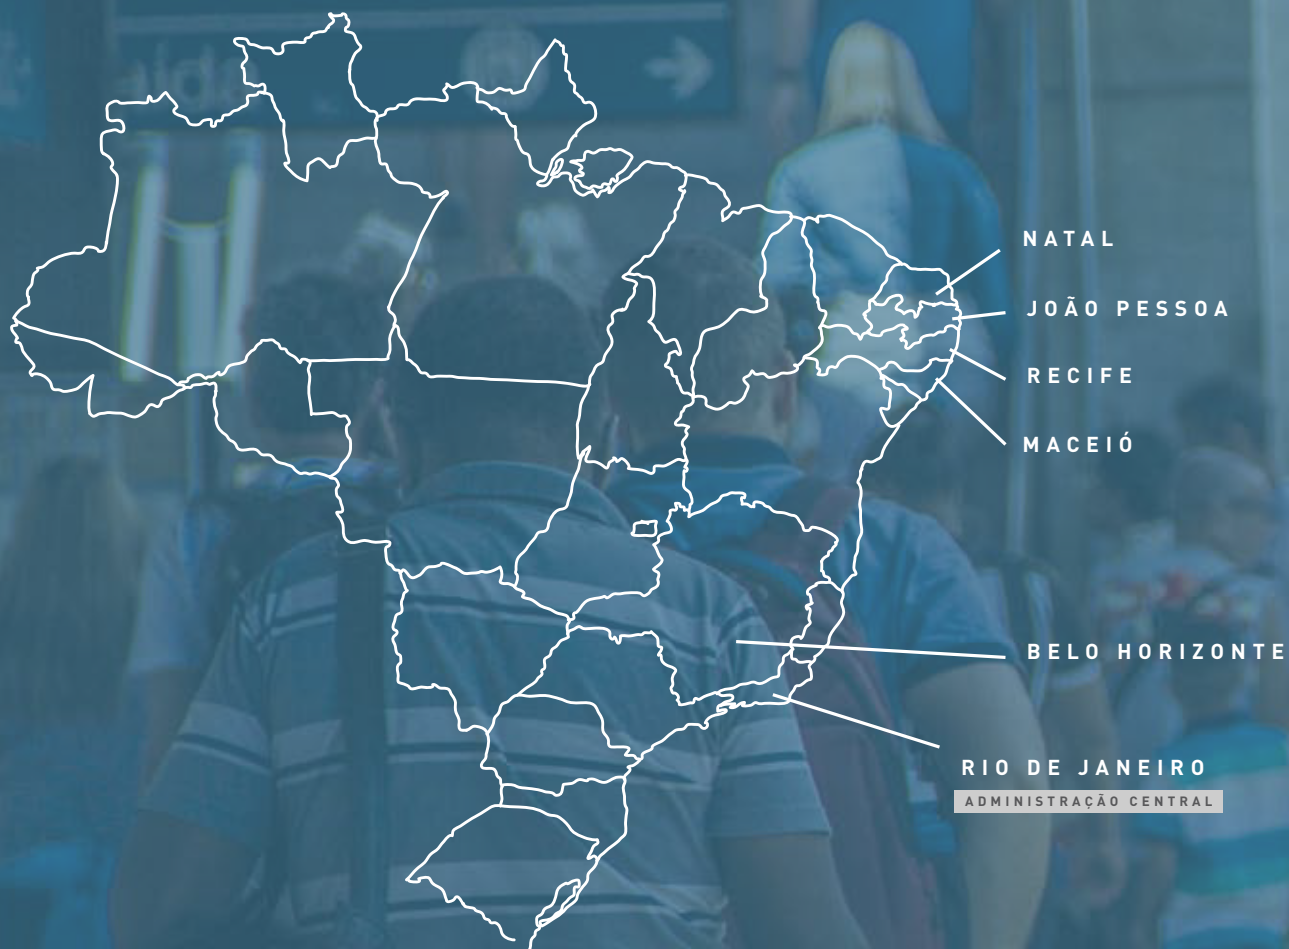 NATAL
JOÃO PESSOA
RECIFE
MACEIÓ
BELO HORIZONTE
RIO DE JANEIRO
ADMINISTRAÇÃO CENTRAL